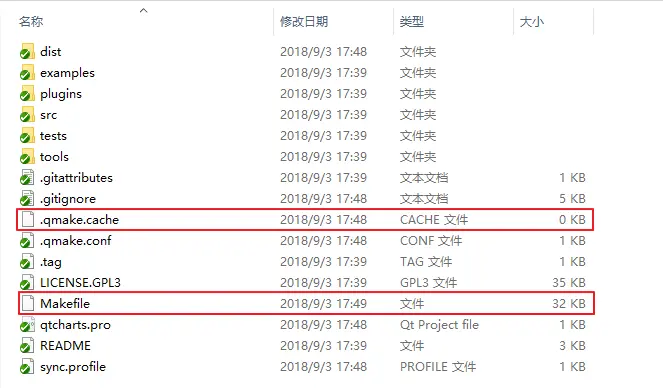 名称 修改日期 类型 大小
dist 2018/9/3 17:48 文件夹
examples 2018/9/3 17:39 文件夹
plugins 2018/9/3 17:39 文件夹
src 2018/9/3 17:48 文件夹
tests 2018/9/3 17:39 文件夹
tools 2018/9/3 17:39 文件夹
.gitattributes 2018/9/3 17:39 文本文档 1 KB
.gitignore 2018/9/3 17:48 文本文档 5 KB
.qmake.cache 2018/9/3 17:48 CACHE 文件 0 KB
.qmake.conf 2018/9/3 17:48 CONF 文件 1 KB
.tag 2018/9/3 17:39 TAG 文件 1 KB
LICENSE.GPL3 2018/9/3 17:39 GPL3 文件 35 KB
Makefile 2018/9/3 17:49 文件 32 KB
qtcharts.pro 2018/9/3 17:48 Qt Project file 1 KB
README 2018/9/3 17:39 文件 3 KB
sync.profile 2018/9/3 17:48 PROFILE 文件 1 KB